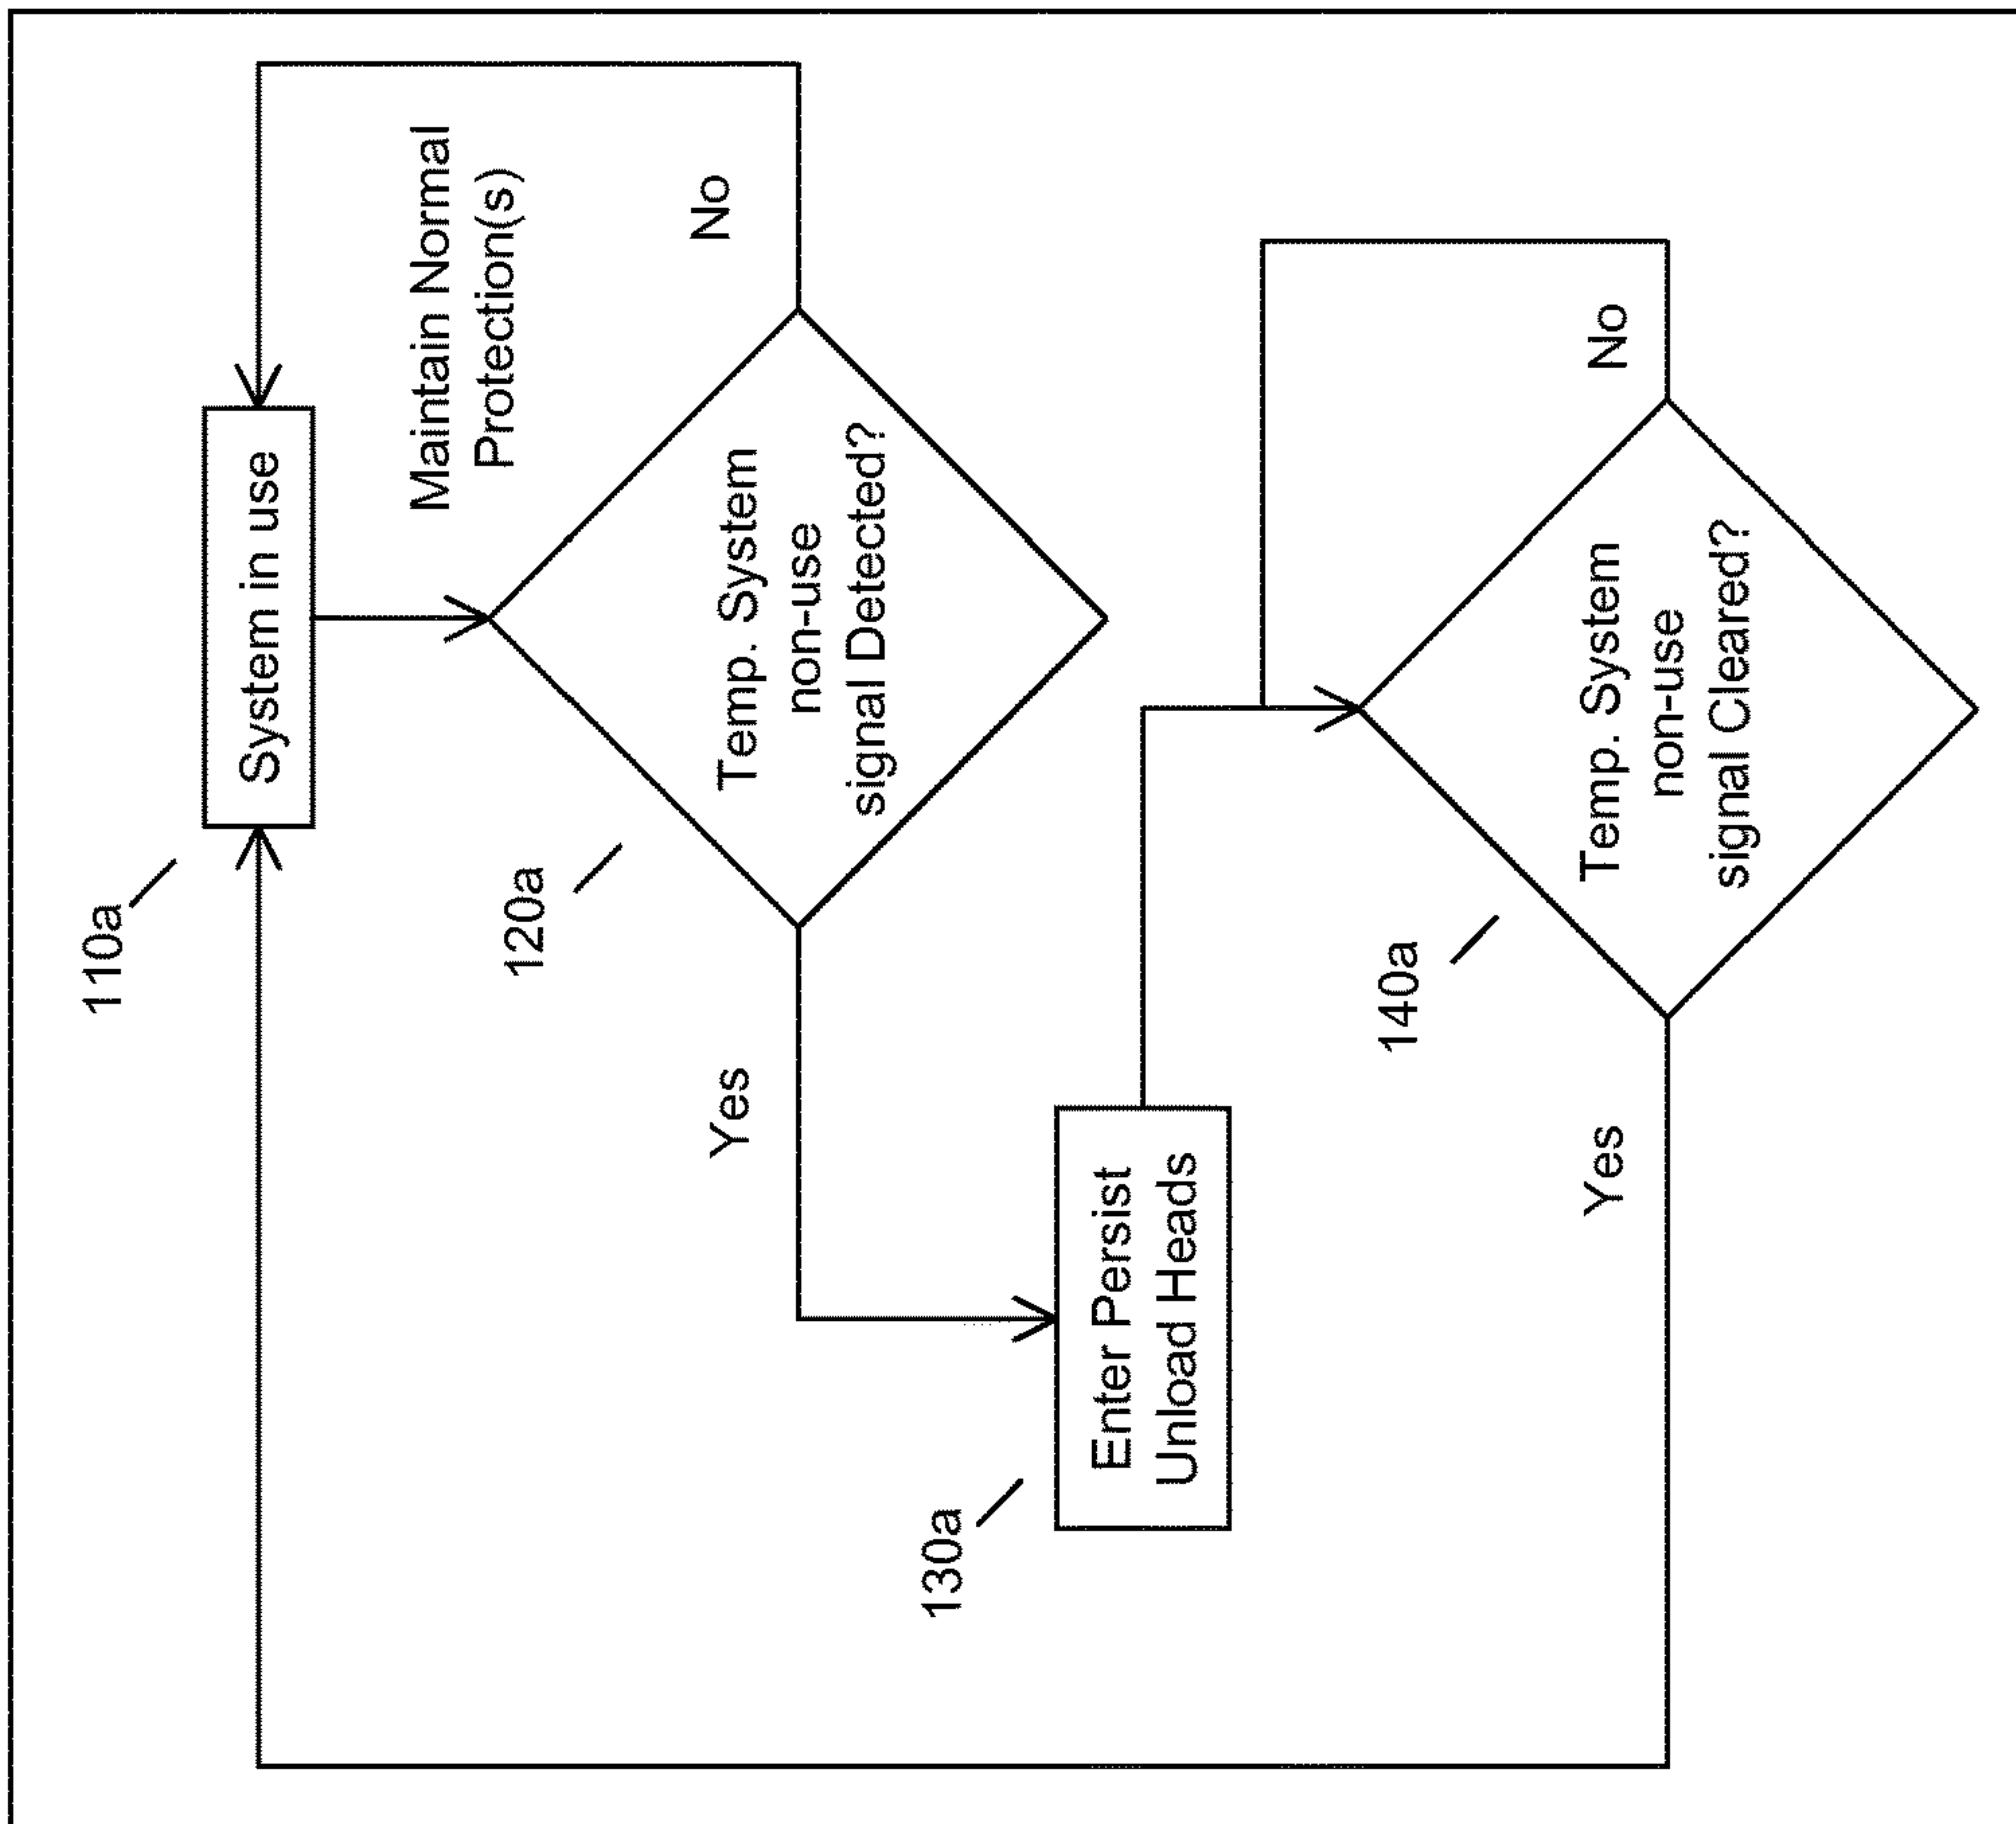 110a
System in use
Maintain Normal
Protection(s)
120a
Temp. System
non-use
signal Detected?
Yes
No
130a
Enter Persist
Unload Heads
140a
Temp. System
non-use
signal Cleared?
Yes
No